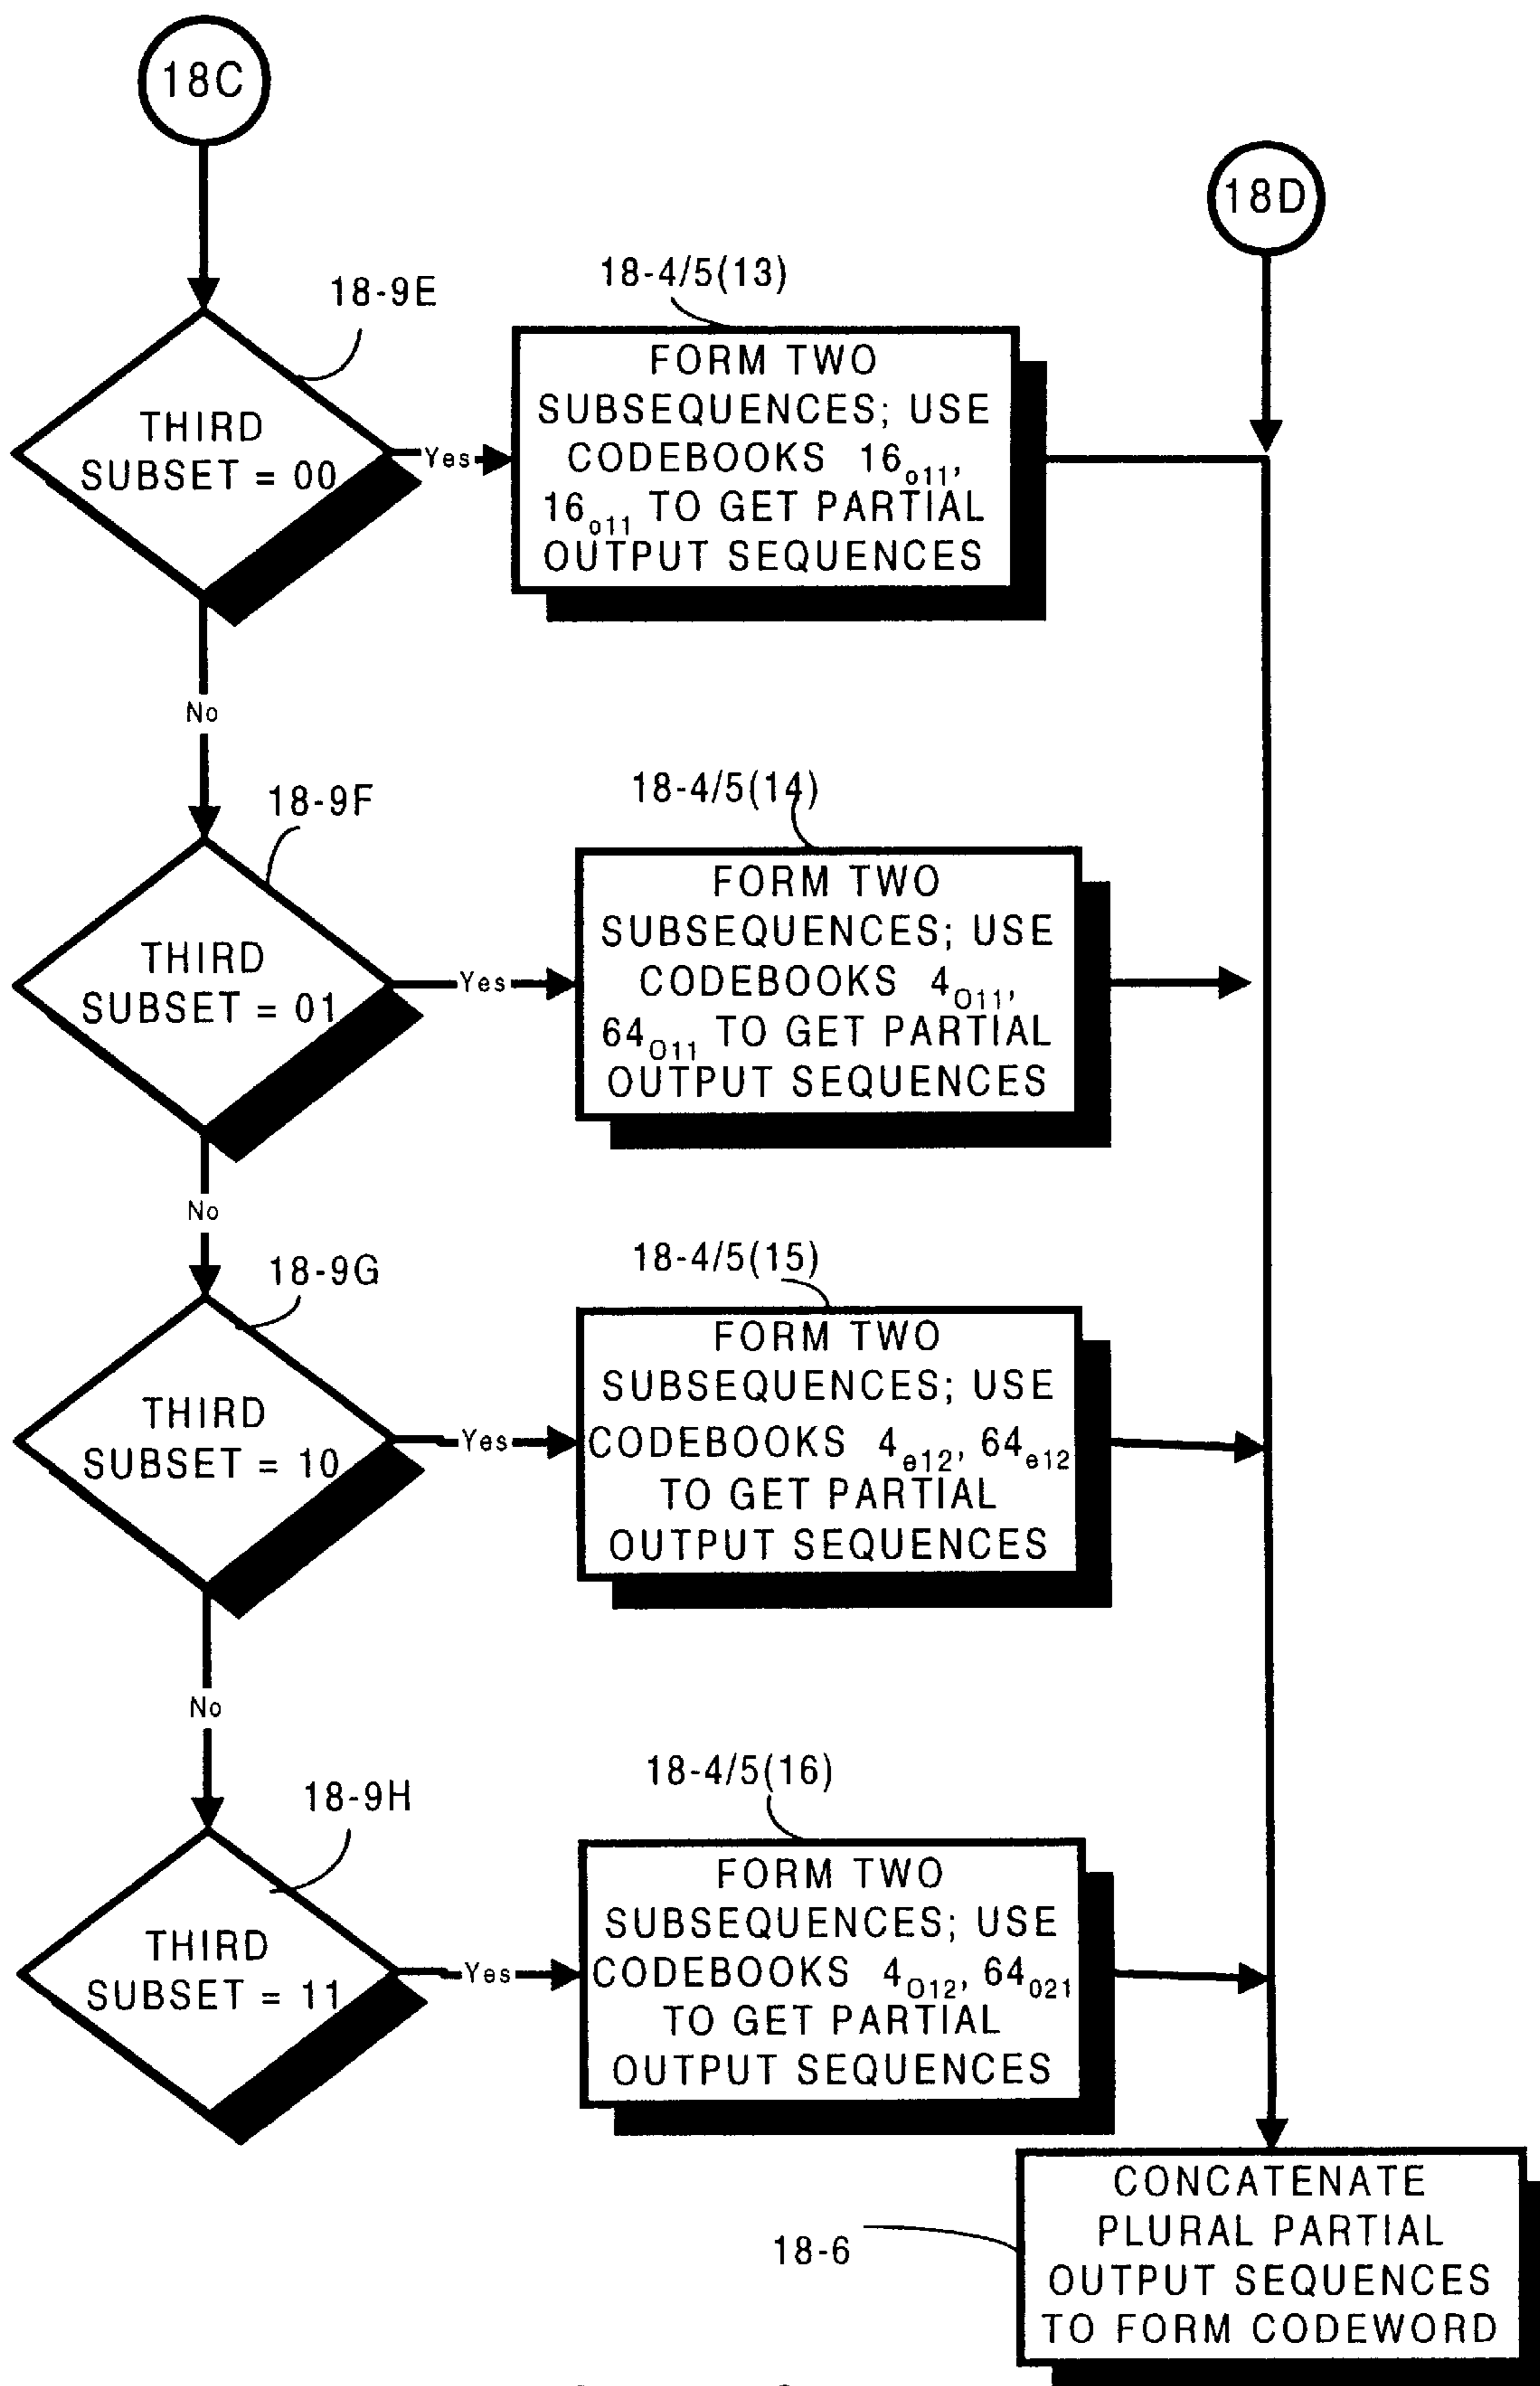 18C
18D
18-9E
18-4/5(13)
THIRD
SUBSET = 00
Yes
FORM TWO
SUBSEQUENCES; USE
CODEBOOKS 16o11,
16o11 TO GET PARTIAL
OUTPUT SEQUENCES
No
18-9F
18-4/5(14)
THIRD
SUBSET = 01
Yes
FORM TWO
SUBSEQUENCES; USE
CODEBOOKS 4O11,
64O11 TO GET PARTIAL
OUTPUT SEQUENCES
No
18-9G
18-4/5(15)
THIRD
SUBSET = 10
Yes
FORM TWO
SUBSEQUENCES; USE
CODEBOOKS 4e12, 64e12
TO GET PARTIAL
OUTPUT SEQUENCES
No
18-9H
18-4/5(16)
THIRD
SUBSET = 11
Yes
FORM TWO
SUBSEQUENCES; USE
CODEBOOKS 4O12, 64021
TO GET PARTIAL
OUTPUT SEQUENCES
18-6
CONCATENATE
PLURAL PARTIAL
OUTPUT SEQUENCES
TO FORM CODEWORD